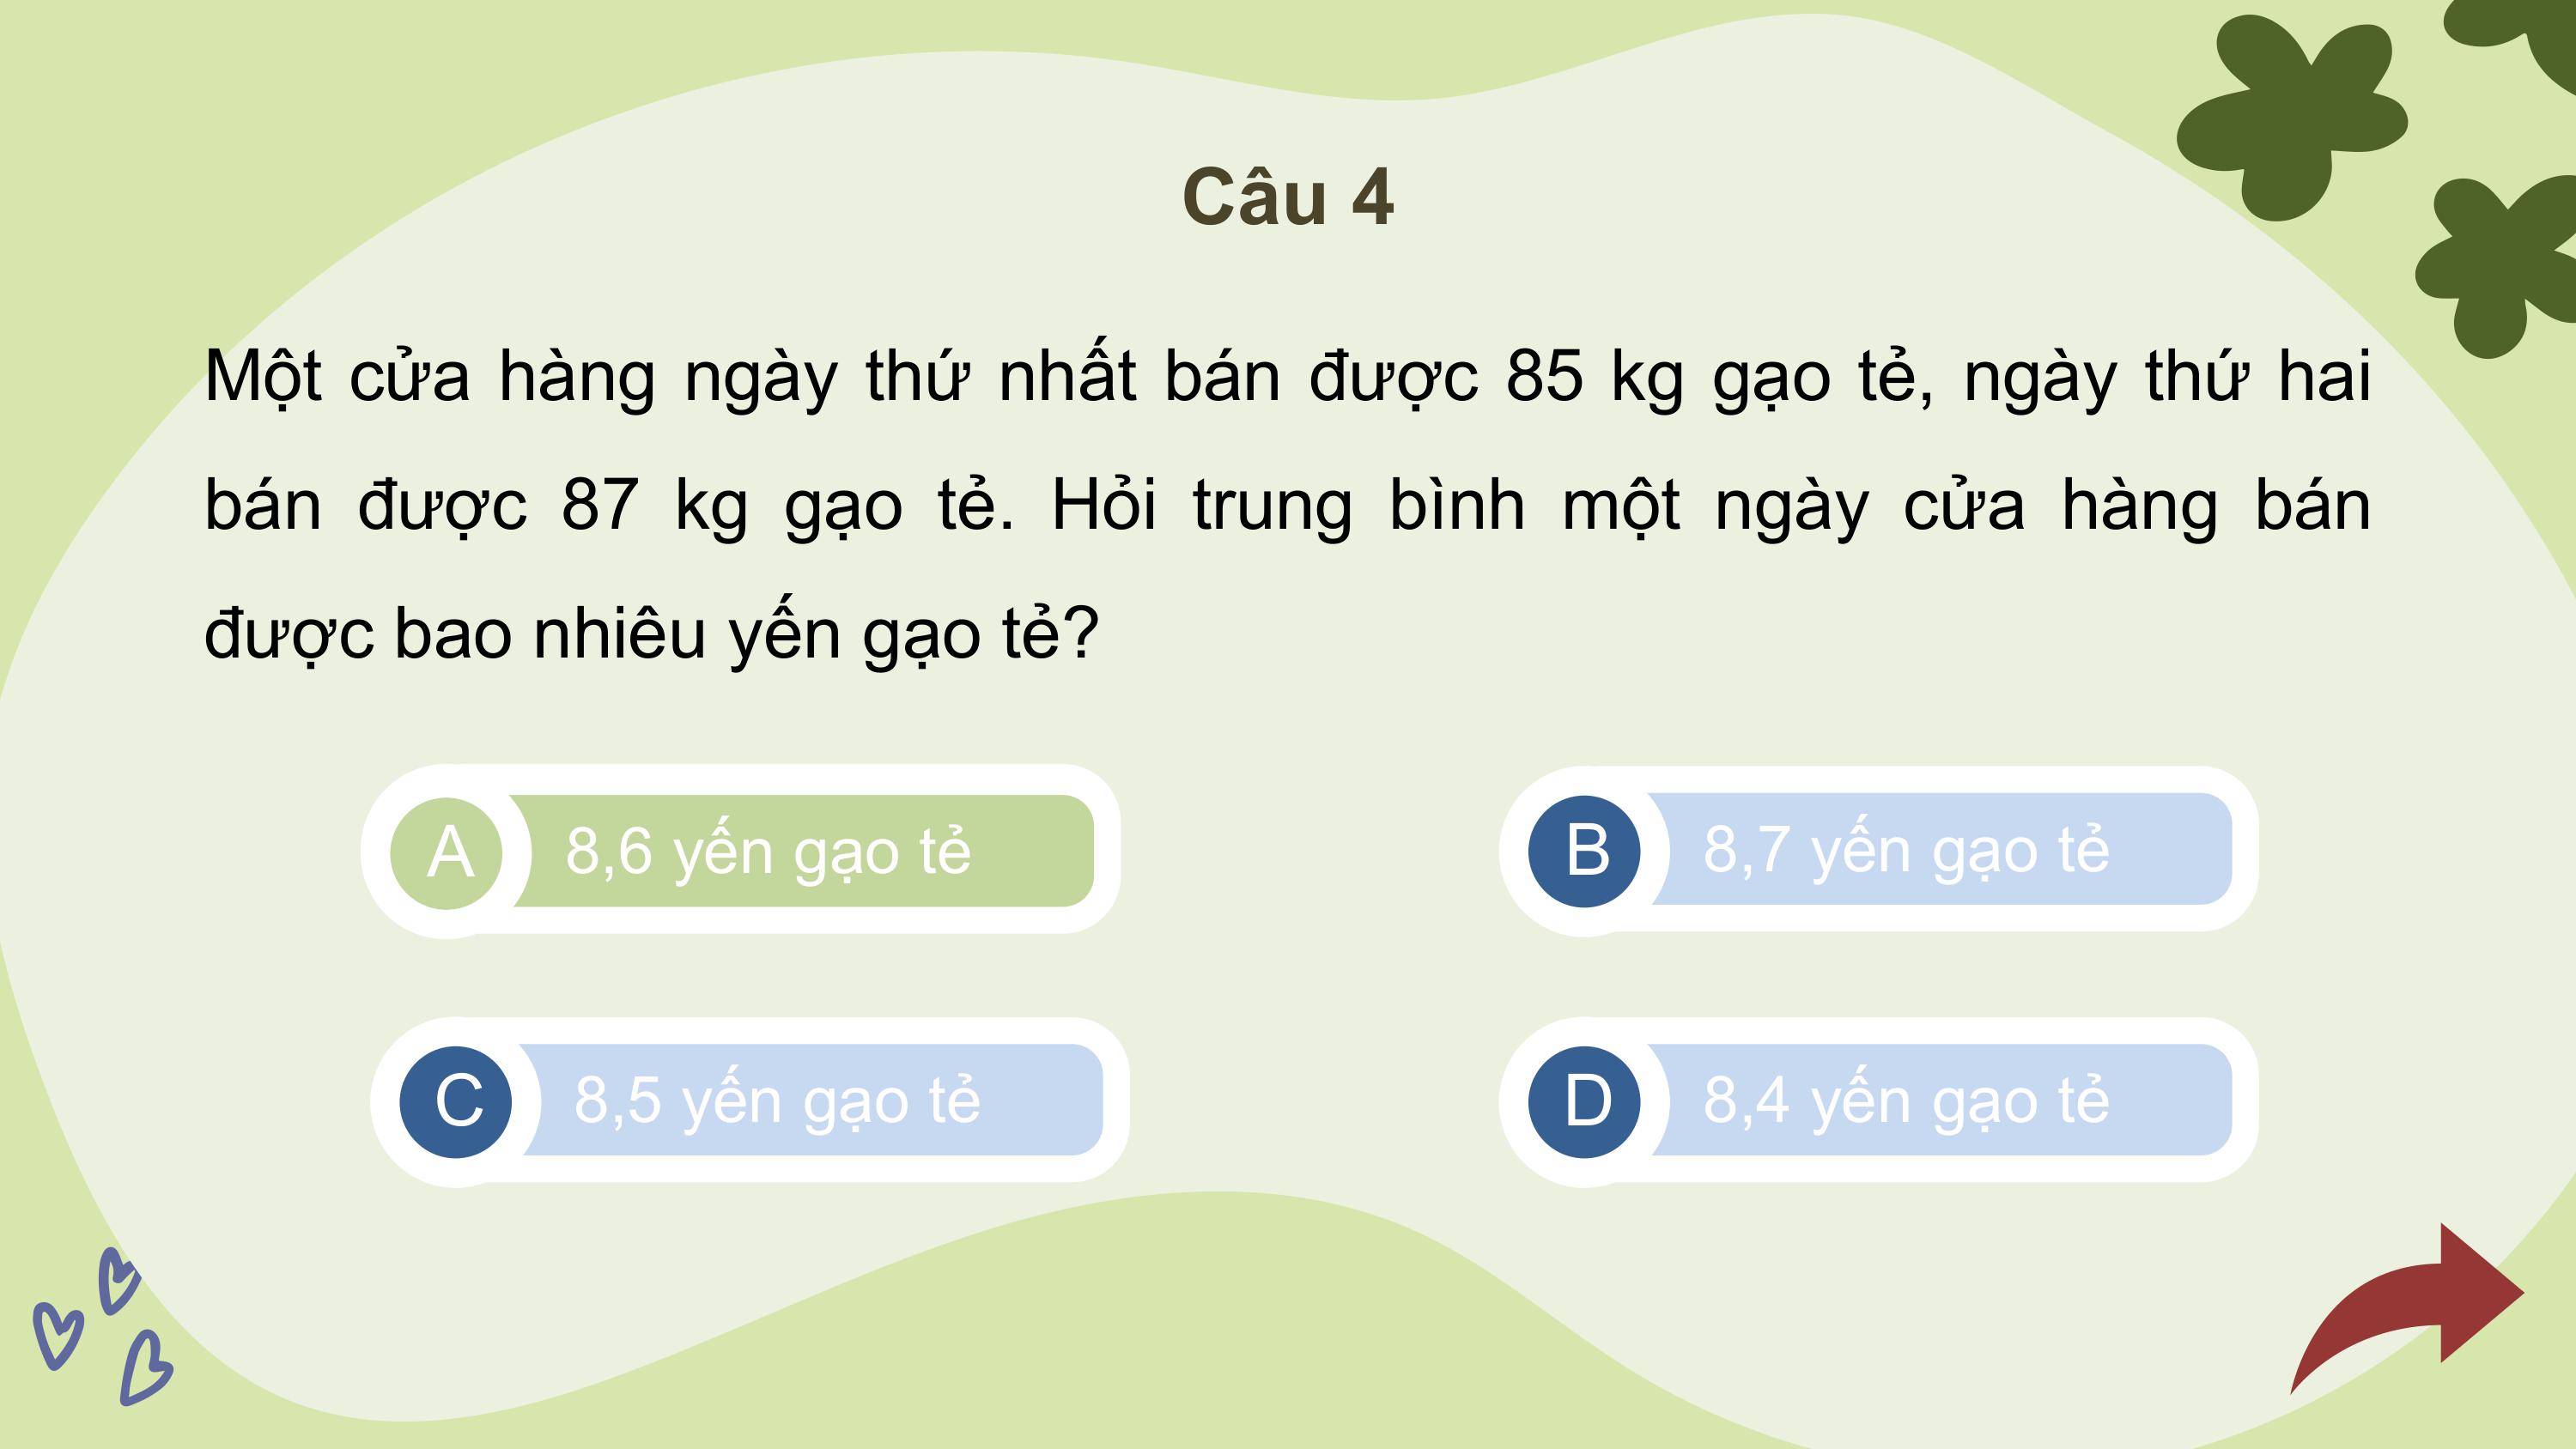 Câu 4
Một cửa hàng ngày thứ nhất bán được 85 kg gạo tẻ, ngày thứ hai
bán được 87 kg gạo tẻ. Hỏi trung bình một ngày cửa hàng bán
được bao nhiêu yến gạo tẻ?
A 8,6 yến gạo tẻ
B 8,7 yến gạo tẻ
C 8,5 yến gạo tẻ
D 8,4 yến gạo tẻ